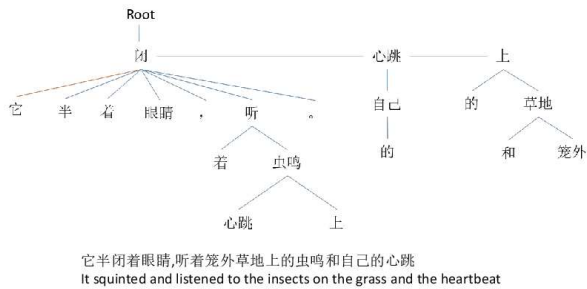 Root
闭 心跳 上
它 半 着 眼睛 , 听 。 自己 的 草地
着 虫鸣 的 和 笼外
心跳 上
它半闭着眼睛,听着笼外草地上的虫鸣和自己的心跳
It squinted and listened to the insects on the grass and the heartbeat